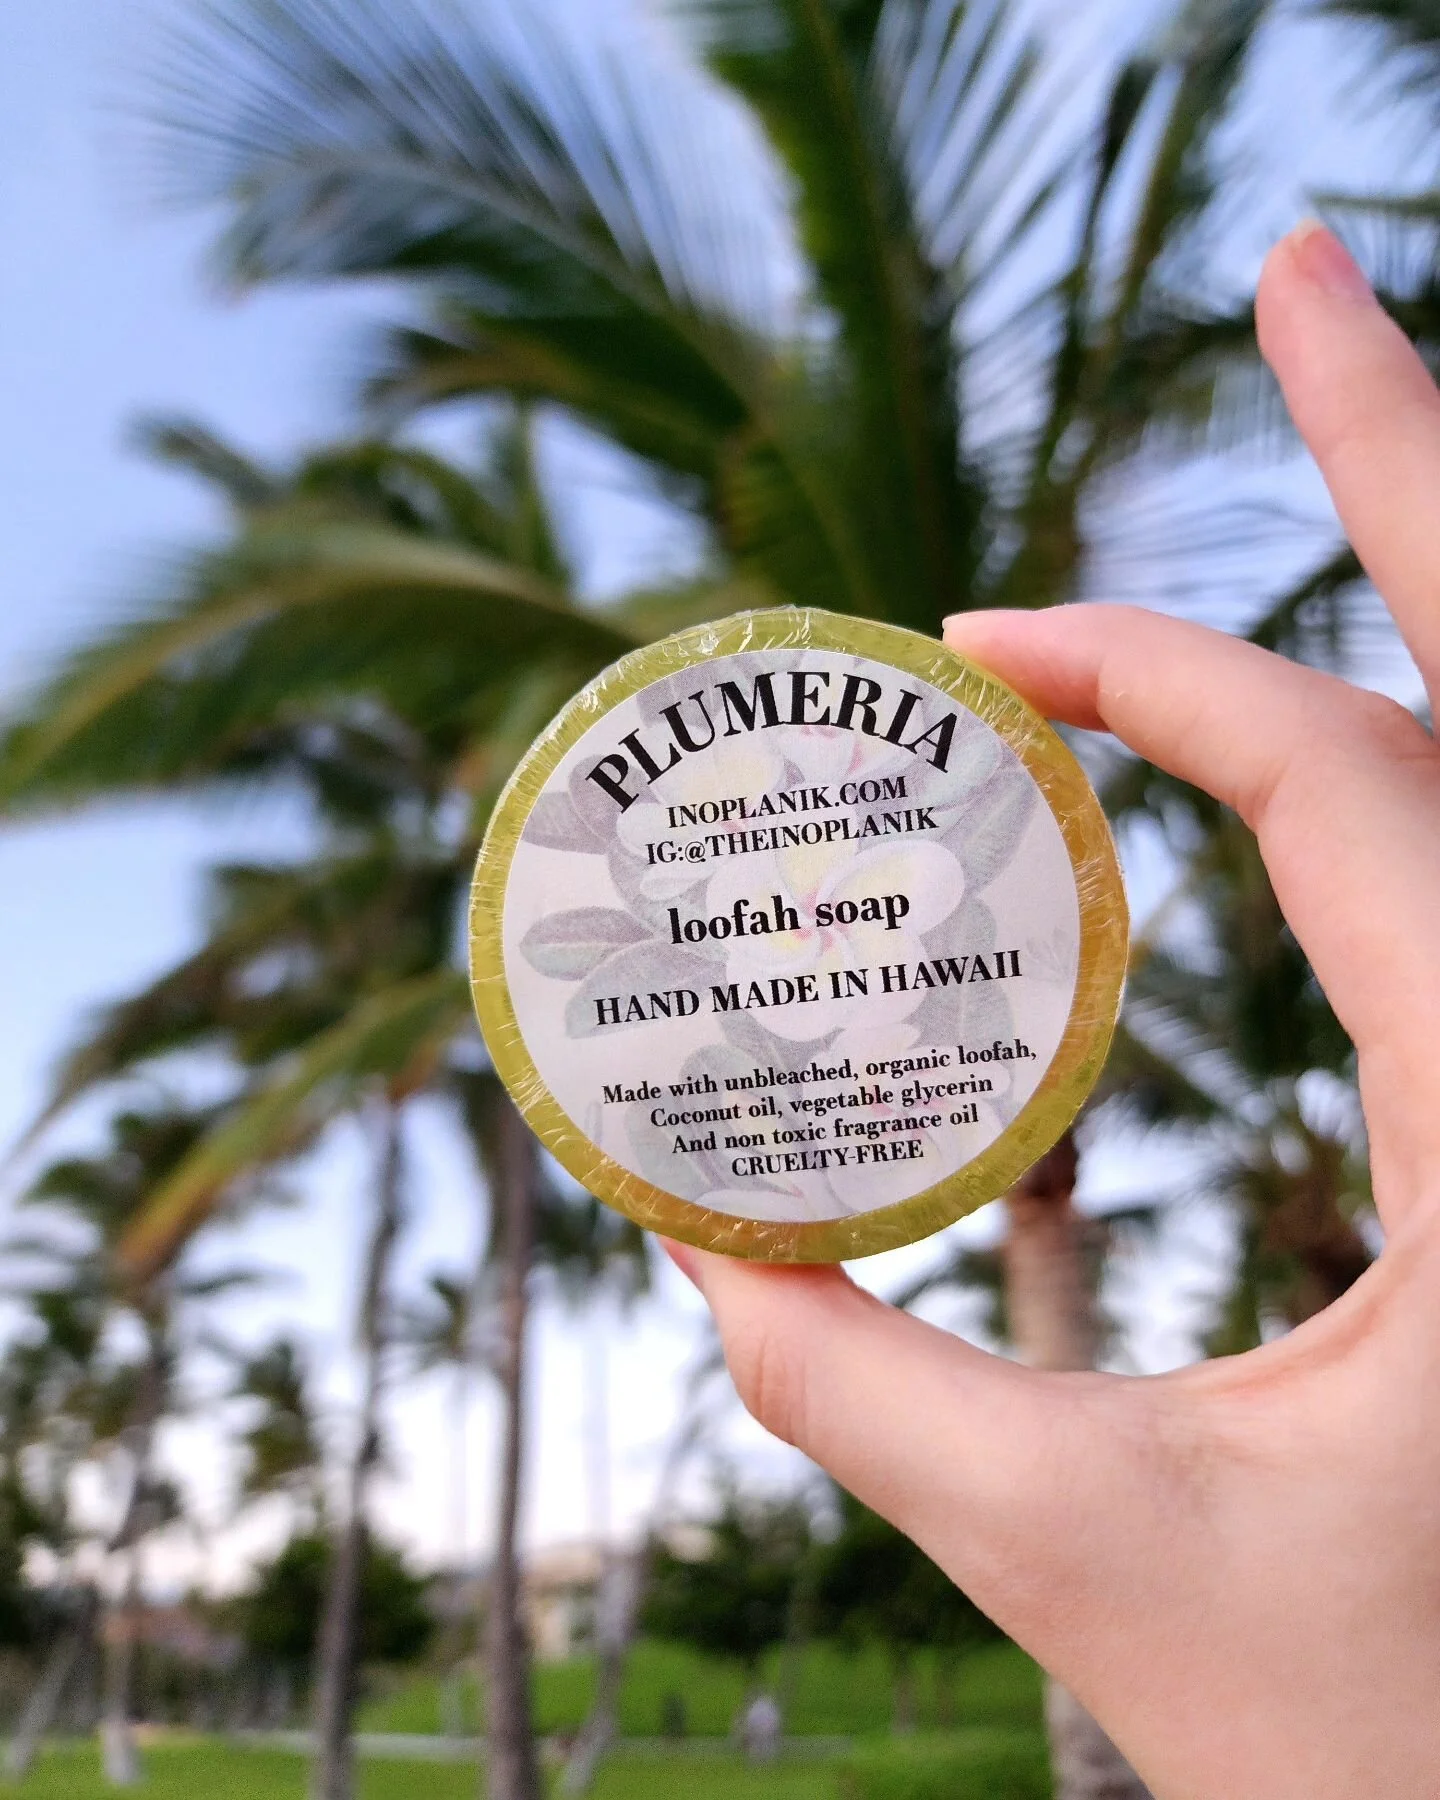 PLUMERIA
INOPLANIK.COM
IG:@THEINOPLANIK
loofah soap
HAND MADE IN HAWAII
Made with unbleached, organic loofah,
Coconut oil, vegetable glycerin
And non toxic fragrance oil
CRUELTY-FREE